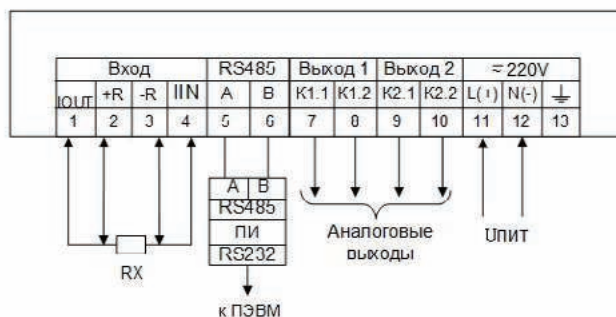 Вход RS485 Выход 1 Выход 2 ≂ 220V
IOUT +R -R IIN A B K1.1 K1.2 K2.1 K2.2 L(+) N(-) ⏚
1 2 3 4 5 6 7 8 9 10 11 12 13
A B
RS485
ПИ
RS232
RX
Аналоговые
выходы
Uпит
к ПЭВМ